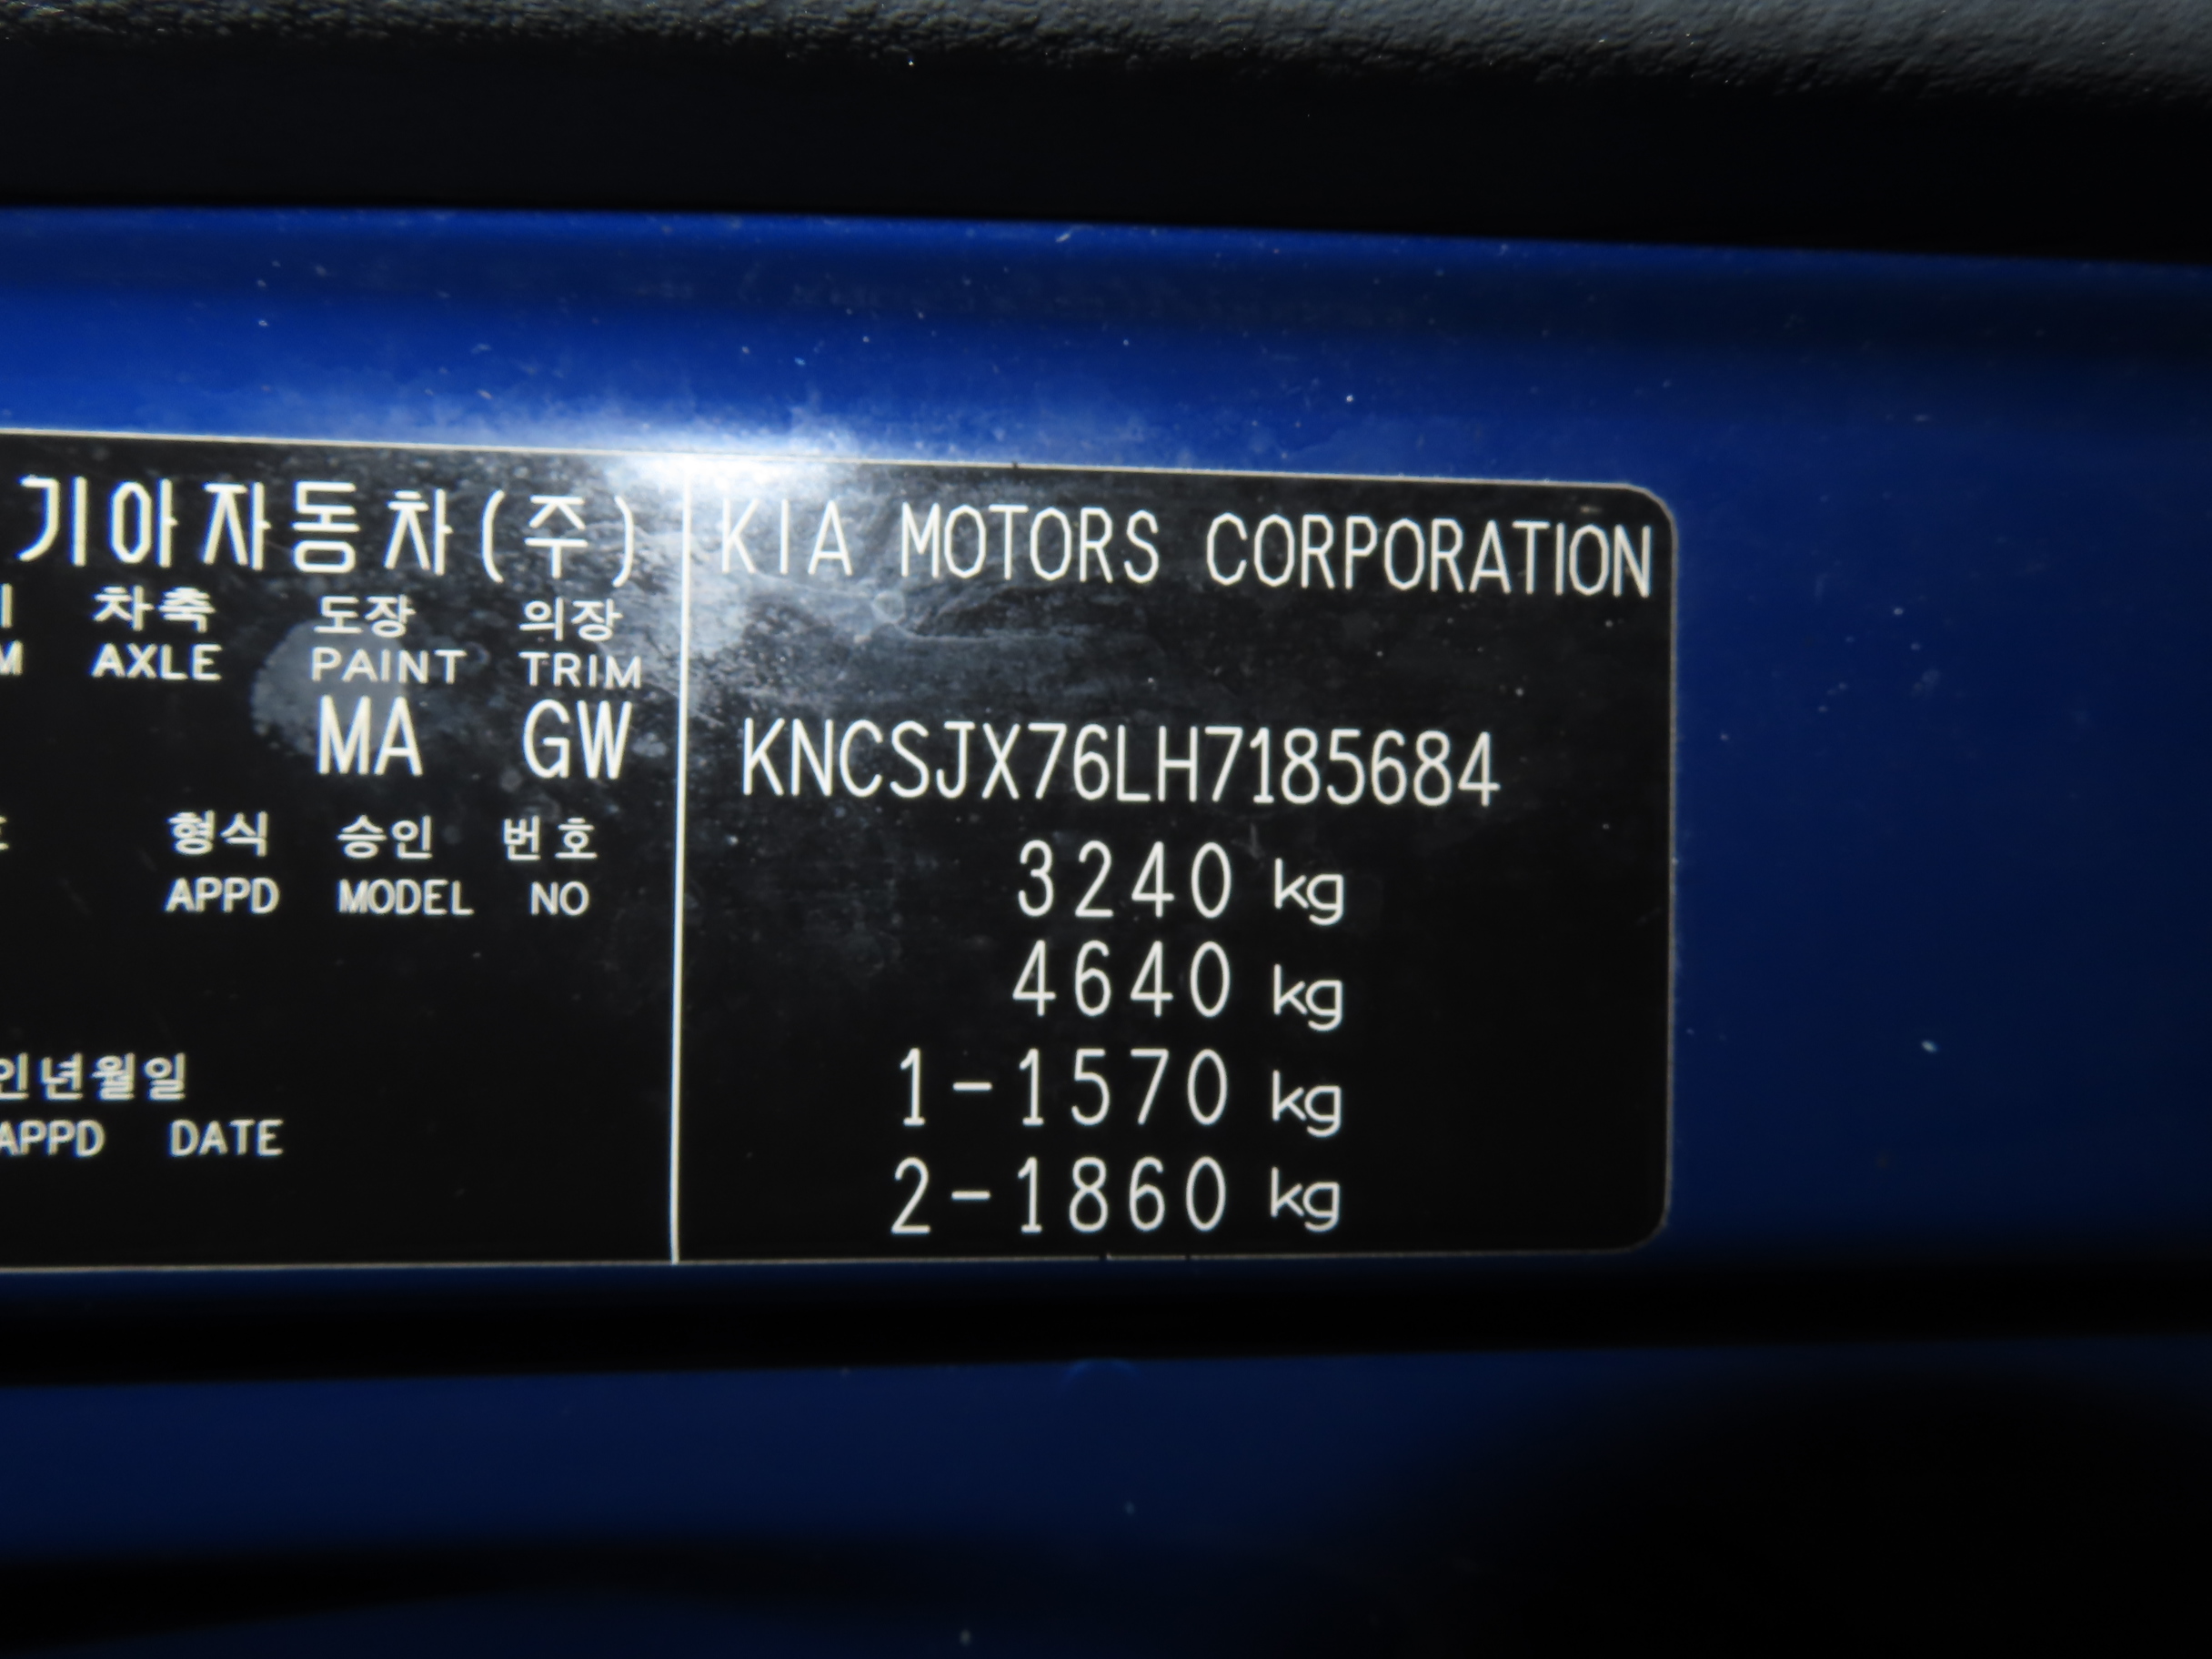 기아자동차(주)
차축 도장 의장
AXLE PAINT TRIM
MA GW
형식 승인 번호
APPD MODEL NO
인년월일
APPD DATE
KIA MOTORS CORPORATION
KNCSJX76LH7185684
3240 kg
4640 kg
1-1570 kg
2-1860 kg